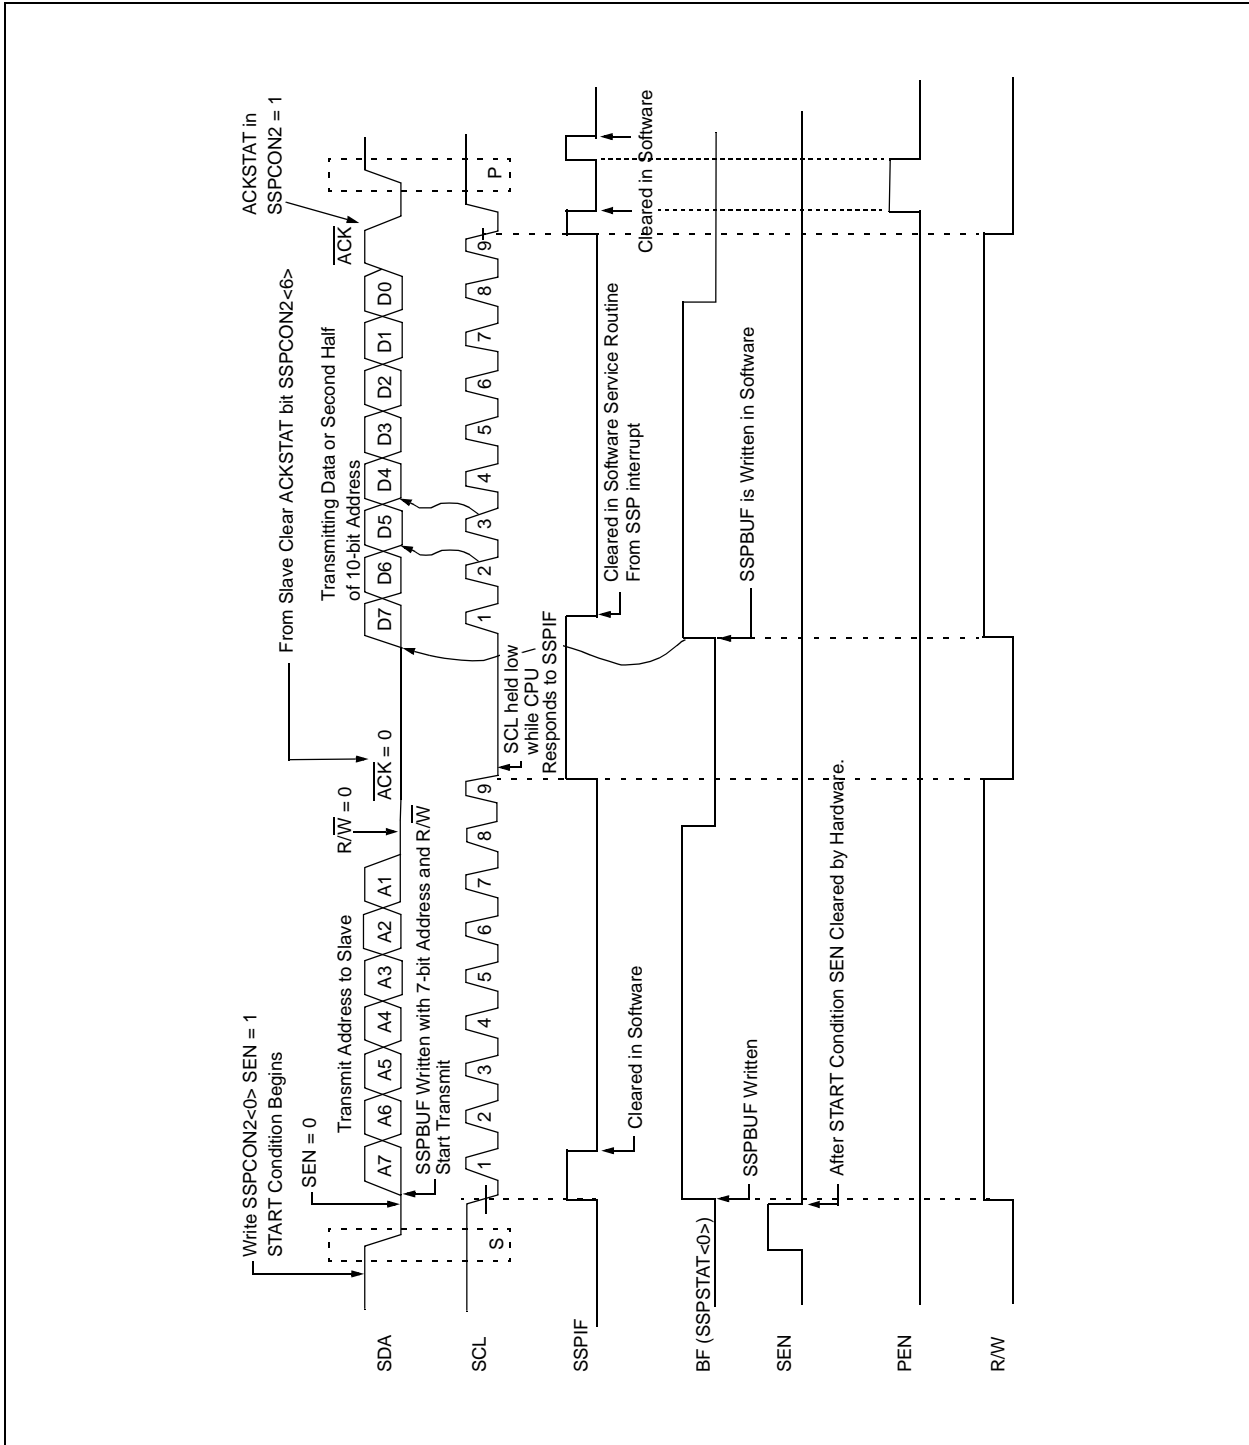 Write SSPCON2<0> SEN = 1
START Condition Begins
SEN = 0
Transmit Address to Slave
R/W = 0
From Slave Clear ACKSTAT bit SSPCON2<6>
ACK = 0
Transmitting Data or Second Half
of 10-bit Address
ACKSTAT in
SSPCON2 = 1
ACK
SDA
A7 A6 A5 A4 A3 A2 A1
D7 D6 D5 D4 D3 D2 D1 D0
SSPBUF Written with 7-bit Address and R/W
Start Transmit
SCL
S
1 2 3 4 5 6 7 8 9
1 2 3 4 5 6 7 8 9
P
SCL held low
while CPU
Responds to SSPIF
SSPIF
Cleared in Software
Cleared in Software Service Routine
From SSP interrupt
Cleared in Software
Cleared in Software
BF (SSPSTAT<0>)
SSPBUF Written
SSPBUF is Written in Software
SEN
After START Condition SEN Cleared by Hardware.
PEN
R/W